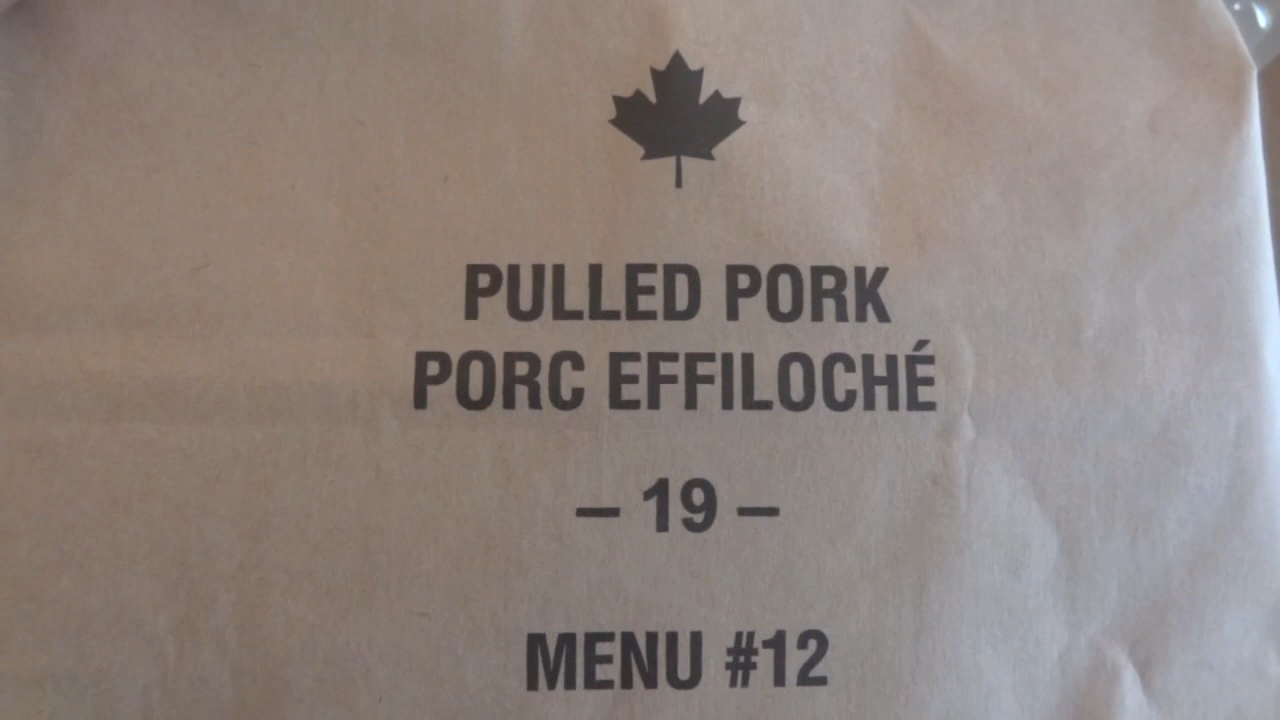 PULLED PORK
PORC EFFILOCHÉ
– 19 –
MENU #12